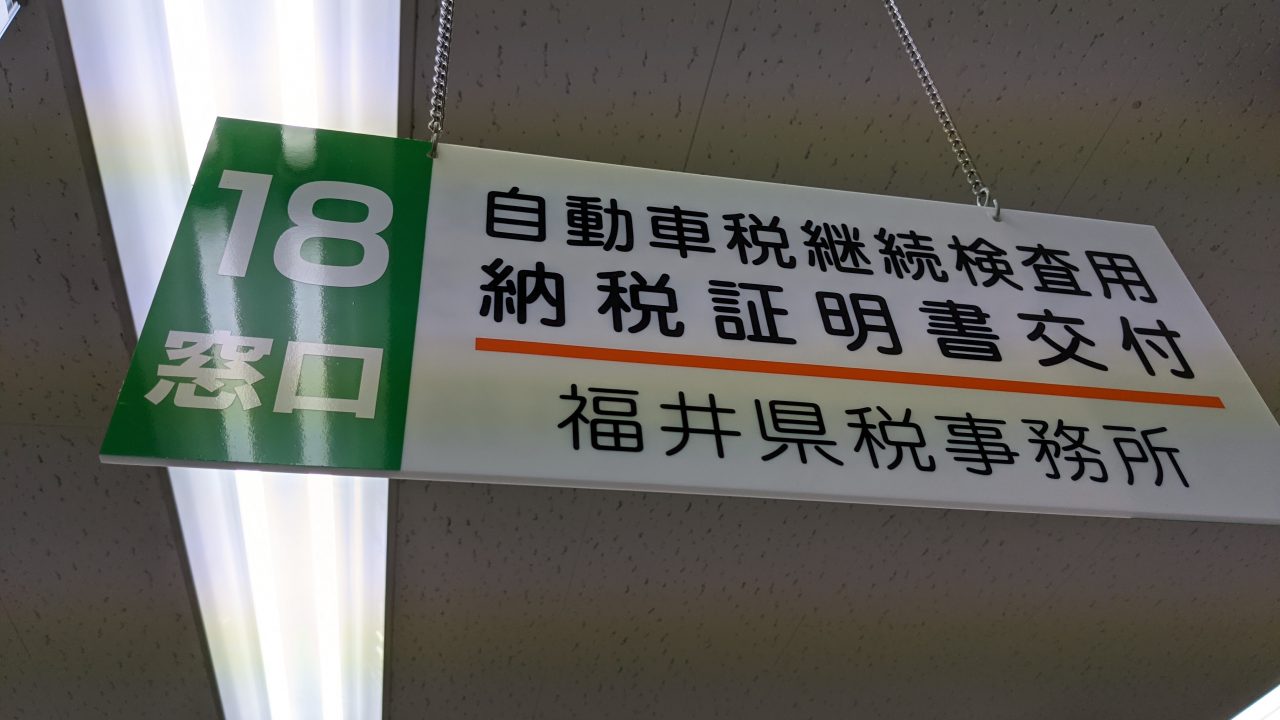 18
窓口
自動車税継続検査用
納税証明書交付
福井県税事務所